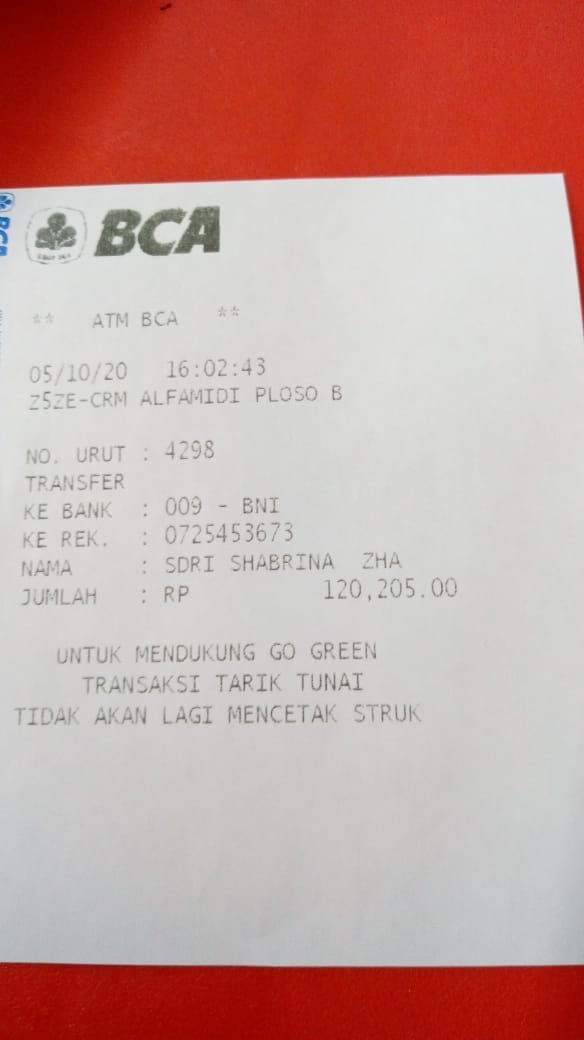 BCA
** ATM BCA **
05/10/20 16:02:43
Z5ZE-CRM ALFAMIDI PLOSO B
NO. URUT : 4298
TRANSFER
KE BANK : 009 - BNI
KE REK. : 0725453673
NAMA : SDRI SHABRINA ZHA
JUMLAH : RP 120,205.00
UNTUK MENDUKUNG GO GREEN
TRANSAKSI TARIK TUNAI
TIDAK AKAN LAGI MENCETAK STRUK
BCA